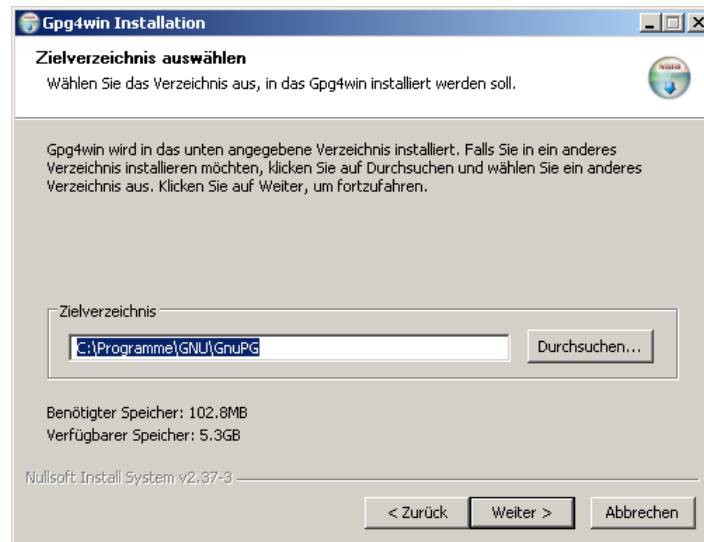 Gpg4win Installation
Zielverzeichnis auswählen
Wählen Sie das Verzeichnis aus, in das Gpg4win installiert werden soll.
Gpg4win wird in das unten angegebene Verzeichnis installiert. Falls Sie in ein anderes
Verzeichnis installieren möchten, klicken Sie auf Durchsuchen und wählen Sie ein anderes
Verzeichnis aus. Klicken Sie auf Weiter, um fortzufahren.
Zielverzeichnis
C:\Programme\GNU\GnuPG
Durchsuchen...
Benötigter Speicher: 102.8MB
Verfügbarer Speicher: 5.3GB
Nullsoft Install System v2.37-3
< Zurück
Weiter >
Abbrechen